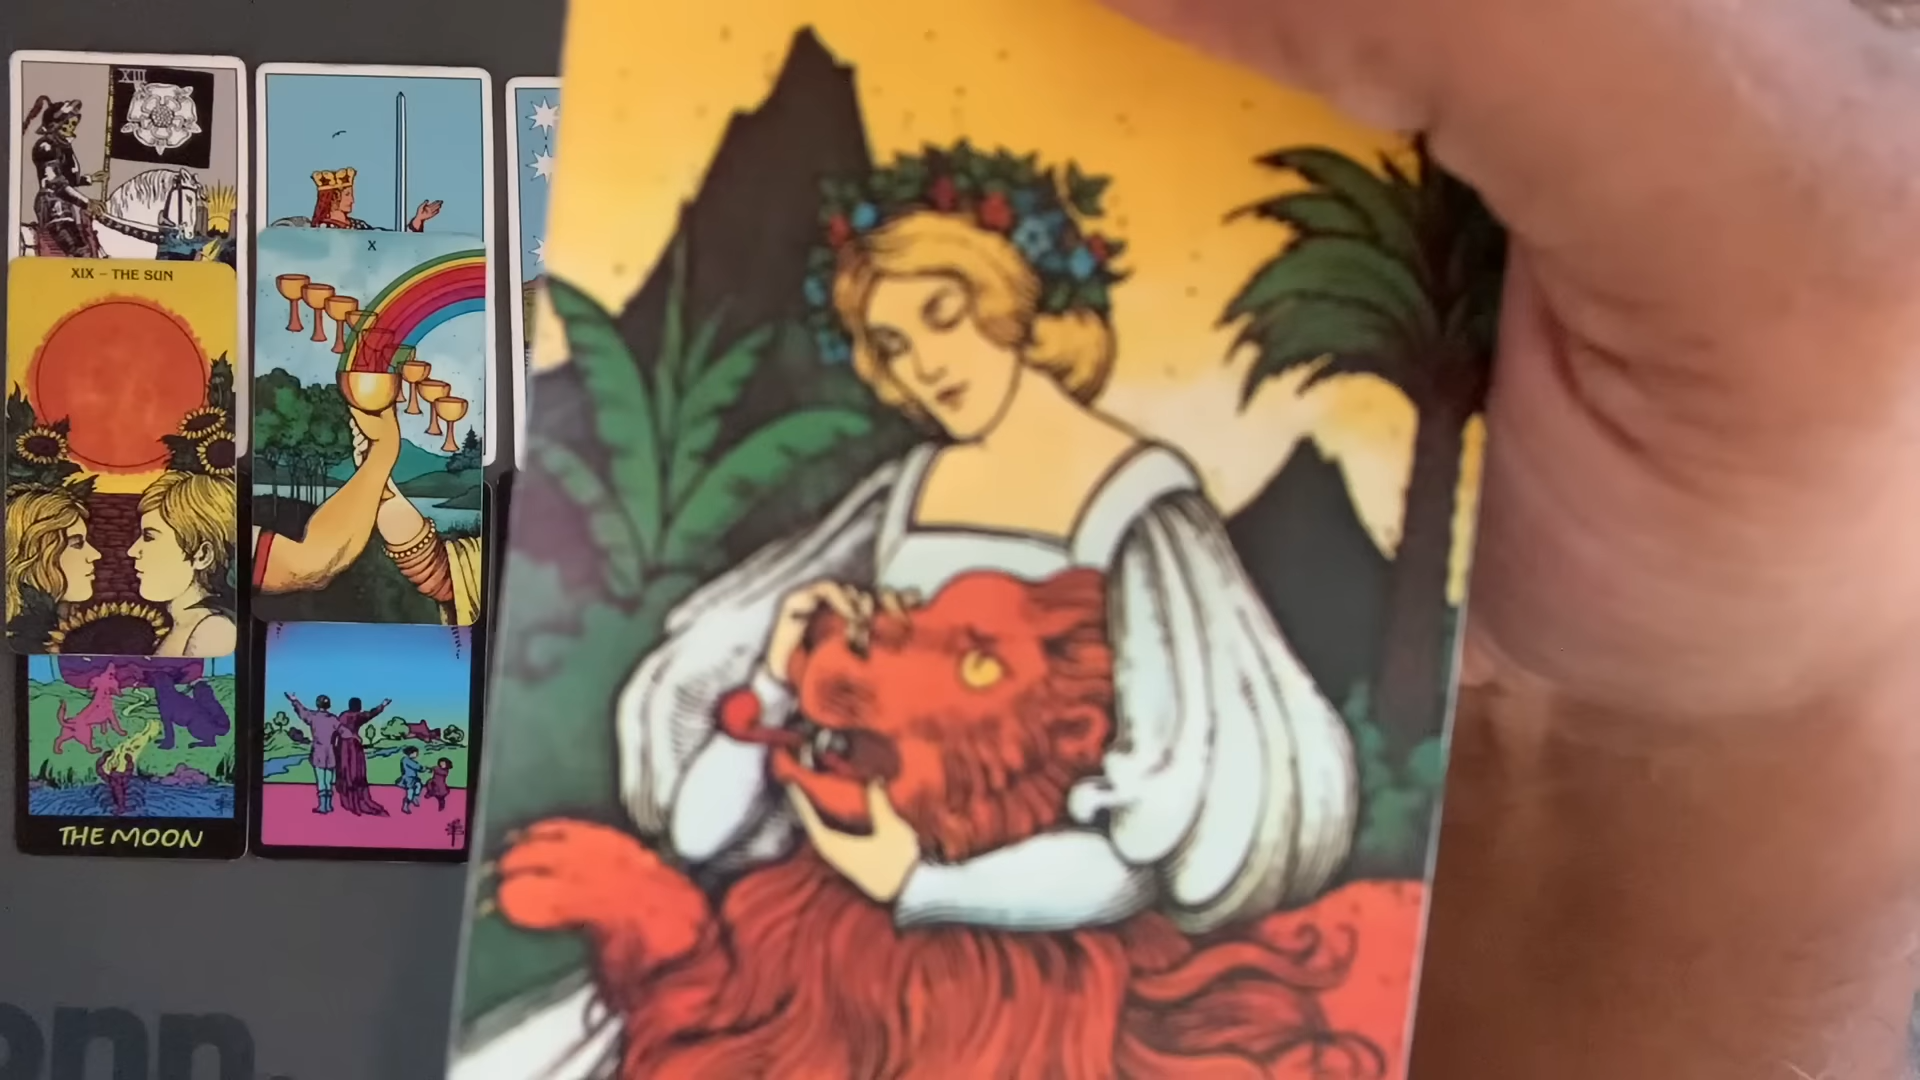 XIII
XIX – THE SUN
X
THE MOON